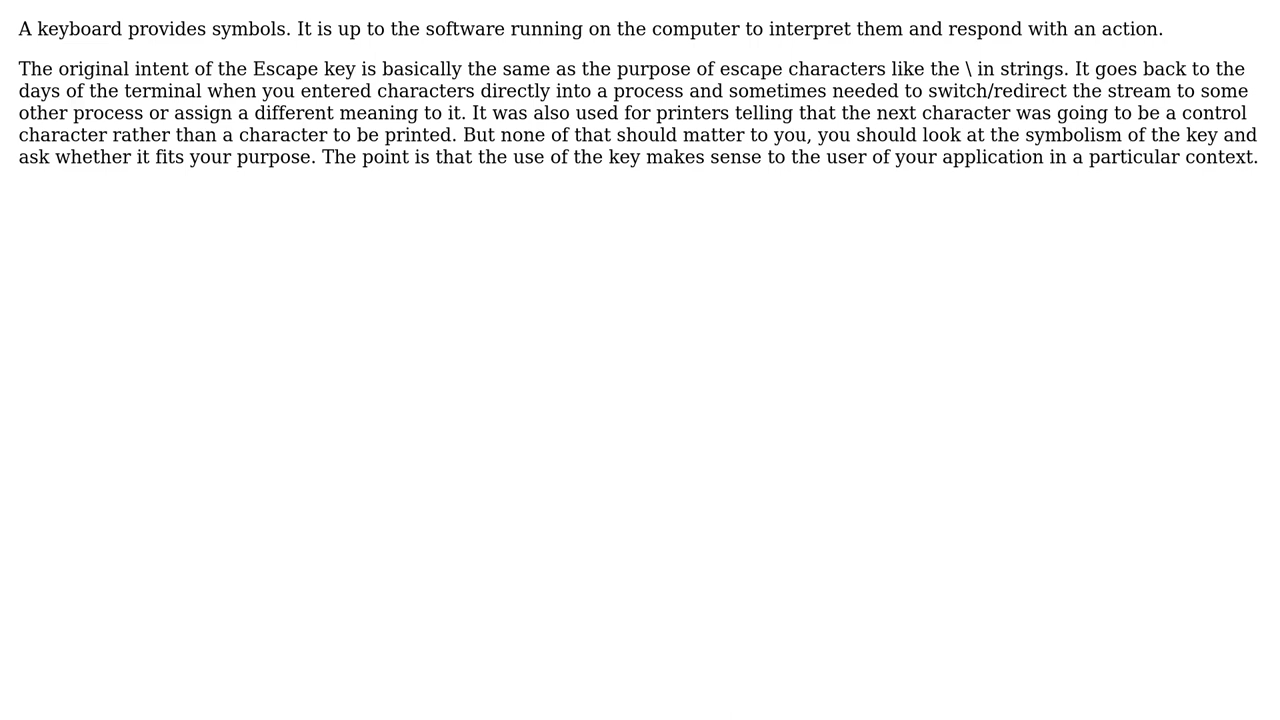 A keyboard provides symbols. It is up to the software running on the computer to interpret them and respond with an action.
The original intent of the Escape key is basically the same as the purpose of escape characters like the \ in strings. It goes back to the
days of the terminal when you entered characters directly into a process and sometimes needed to switch/redirect the stream to some
other process or assign a different meaning to it. It was also used for printers telling that the next character was going to be a control
character rather than a character to be printed. But none of that should matter to you, you should look at the symbolism of the key and
ask whether it fits your purpose. The point is that the use of the key makes sense to the user of your application in a particular context.